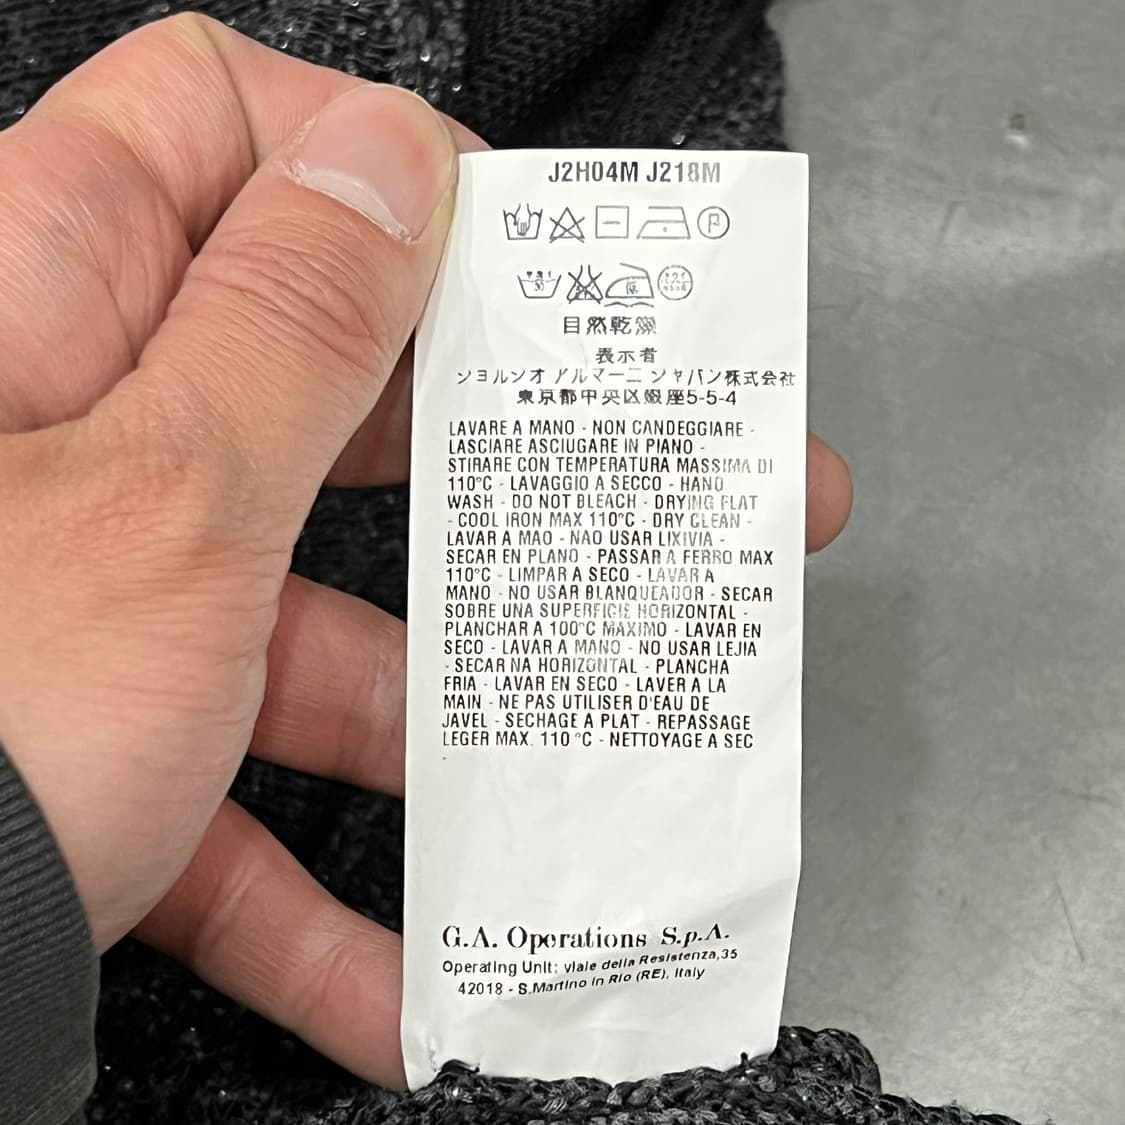 J2H04M J218M
P
自然乾燥
表示者
ジョルジオ アルマーニ ジャパン株式会社
東京都中央区銀座5-5-4
LAVARE A MANO - NON CANDEGGIARE -
LASCIARE ASCIUGARE IN PIANO -
STIRARE CON TEMPERATURA MASSIMA DI
110°C - LAVAGGIO A SECCO - HAND
WASH - DO NOT BLEACH - DRYING FLAT
- COOL IRON MAX 110°C - DRY CLEAN -
LAVAR A MAO - NAO USAR LIXIVIA -
SECAR EN PLANO - PASSAR A FERRO MAX
110°C - LIMPAR A SECO - LAVAR A
MANO - NO USAR BLANQUEADOR - SECAR
SOBRE UNA SUPERFICIE HORIZONTAL -
PLANCHAR A 100°C MAXIMO - LAVAR EN
SECO - LAVAR A MANO - NO USAR LEJIA
- SECAR NA HORIZONTAL - PLANCHA
FRIA - LAVAR EN SECO - LAVER A LA
MAIN - NE PAS UTILISER D'EAU DE
JAVEL - SECHAGE A PLAT - REPASSAGE
LEGER MAX. 110 °C - NETTOYAGE A SEC
-
G.A. Operations S.p.A.
Operating Unit: viale della Resistenza,35
42018 - S.Martino in Rio (RE), Italy